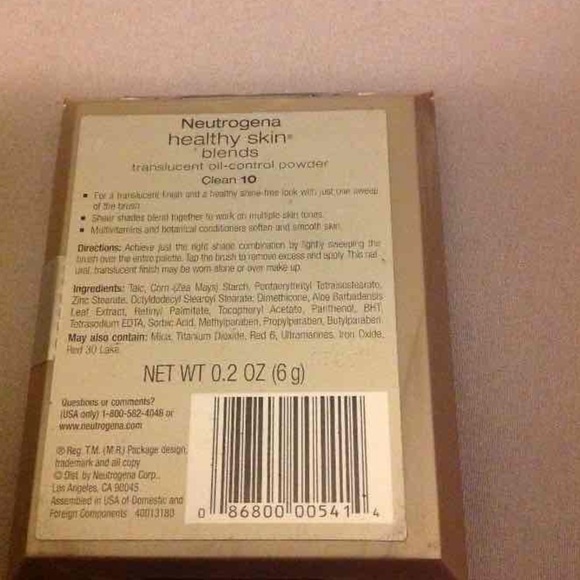 Neutrogena
healthy skin®
blends
translucent oil-control powder
Clean 10
▪ For a translucent finish and a healthy shine-free look with just one sweep
of the brush
▪ Sheer shades blend together to work on multiple skin tones
▪ Multivitamins and botanical conditioners soften and smooth skin
Directions: Achieve just the right shade combination by lightly sweeping the
brush over the entire palette. Tap the brush to remove excess and apply. This nat-
ural, translucent finish may be worn alone or over make up.
Ingredients: Talc, Corn (Zea Mays) Starch, Pentaerythrityl Tetraisostearate,
Zinc Stearate, Octyldodecyl Stearoyl Stearate, Dimethicone, Aloe Barbadensis
Leaf Extract, Retinyl Palmitate, Tocopheryl Acetate, Panthenol, BHT,
Tetrasodium EDTA, Sorbic Acid, Methylparaben, Propylparaben, Butylparaben.
May also contain: Mica, Titanium Dioxide, Red 6, Ultramarines, Iron Oxide,
Red 30 Lake.
NET WT 0.2 OZ (6 g)
Questions or comments?
(USA only) 1-800-582-4048 or
www.neutrogena.com
® Reg. T.M. (M.R.) Package design,
trademark and all copy
© Dist. by Neutrogena Corp.,
Los Angeles, CA 90045
Assembled in USA of Domestic and
Foreign Components 40013180
0 86800 00541 4